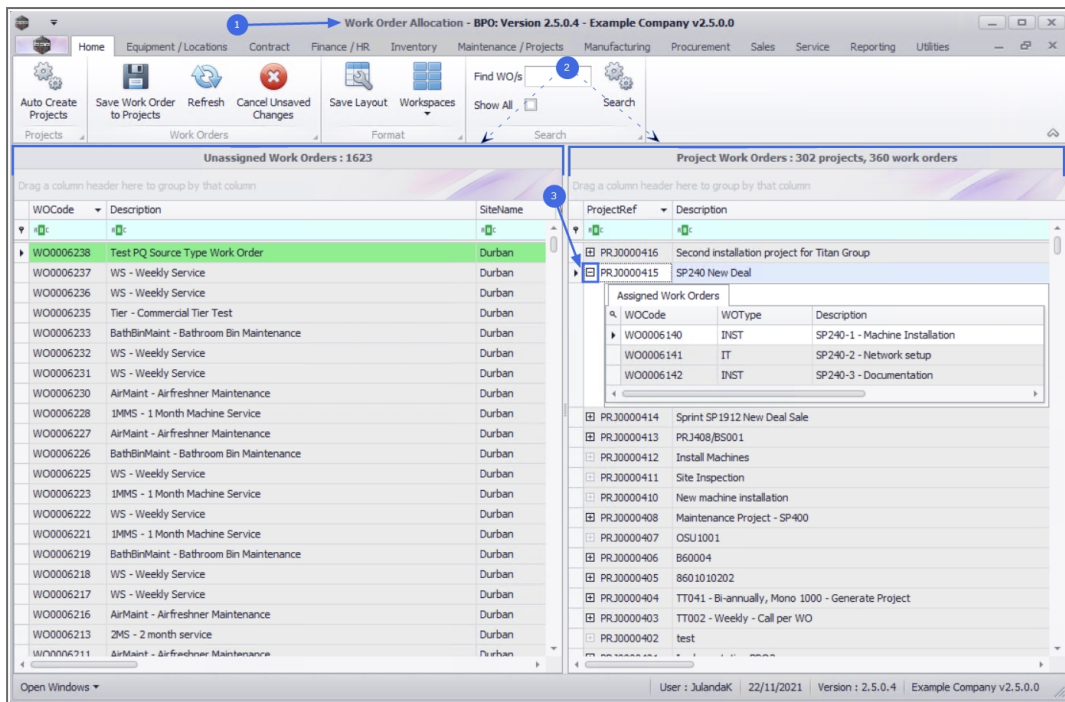 1
Work Order Allocation - BPO: Version 2.5.0.4 - Example Company v2.5.0.0
Home Equipment / Locations Contract Finance / HR Inventory Maintenance / Projects Manufacturing Procurement Sales Service Reporting Utilities
Find WO/s
2
Auto Create Projects
Save Work Order to Projects
Refresh
Cancel Unsaved Changes
Save Layout
Workspaces
Show All
Search
Projects Work Orders Format Search
Unassigned Work Orders : 1623
Project Work Orders : 302 projects, 360 work orders
Drag a column header here to group by that column
Drag a column header here to group by that column
3
WOCode Description SiteName
WO0006238 Test PQ Source Type Work Order Durban
WO0006237 WS - Weekly Service Durban
WO0006236 WS - Weekly Service Durban
WO0006235 Tier - Commercial Tier Test Durban
WO0006233 BathBinMaint - Bathroom Bin Maintenance Durban
WO0006232 WS - Weekly Service Durban
WO0006231 WS - Weekly Service Durban
WO0006230 AirMaint - Airfreshner Maintenance Durban
WO0006228 1MMS - 1 Month Machine Service Durban
WO0006227 AirMaint - Airfreshner Maintenance Durban
WO0006226 BathBinMaint - Bathroom Bin Maintenance Durban
WO0006225 WS - Weekly Service Durban
WO0006223 1MMS - 1 Month Machine Service Durban
WO0006222 WS - Weekly Service Durban
WO0006221 1MMS - 1 Month Machine Service Durban
WO0006219 BathBinMaint - Bathroom Bin Maintenance Durban
WO0006218 WS - Weekly Service Durban
WO0006217 WS - Weekly Service Durban
WO0006216 AirMaint - Airfreshner Maintenance Durban
WO0006213 2MS - 2 month service Durban
WO0006211 AirMaint - Airfreshner Maintenance Durban
ProjectRef Description
PRJ0000416 Second installation project for Titan Group
PRJ0000415 SP240 New Deal
Assigned Work Orders
WOCode WOType Description
WO0006140 INST SP240-1 - Machine Installation
WO0006141 IT SP240-2 - Network setup
WO0006142 INST SP240-3 - Documentation
PRJ0000414 Sprint SP1912 New Deal Sale
PRJ0000413 PRJ408/BS001
PRJ0000412 Install Machines
PRJ0000411 Site Inspection
PRJ0000410 New machine installation
PRJ0000408 Maintenance Project - SP400
PRJ0000407 OSU1001
PRJ0000406 B60004
PRJ0000405 8601010202
PRJ0000404 TT041 - Bi-annually, Mono 1000 - Generate Project
PRJ0000403 TT002 - Weekly - Call per WO
PRJ0000402 test
Open Windows
User : JulandaK 22/11/2021 Version : 2.5.0.4 Example Company v2.5.0.0